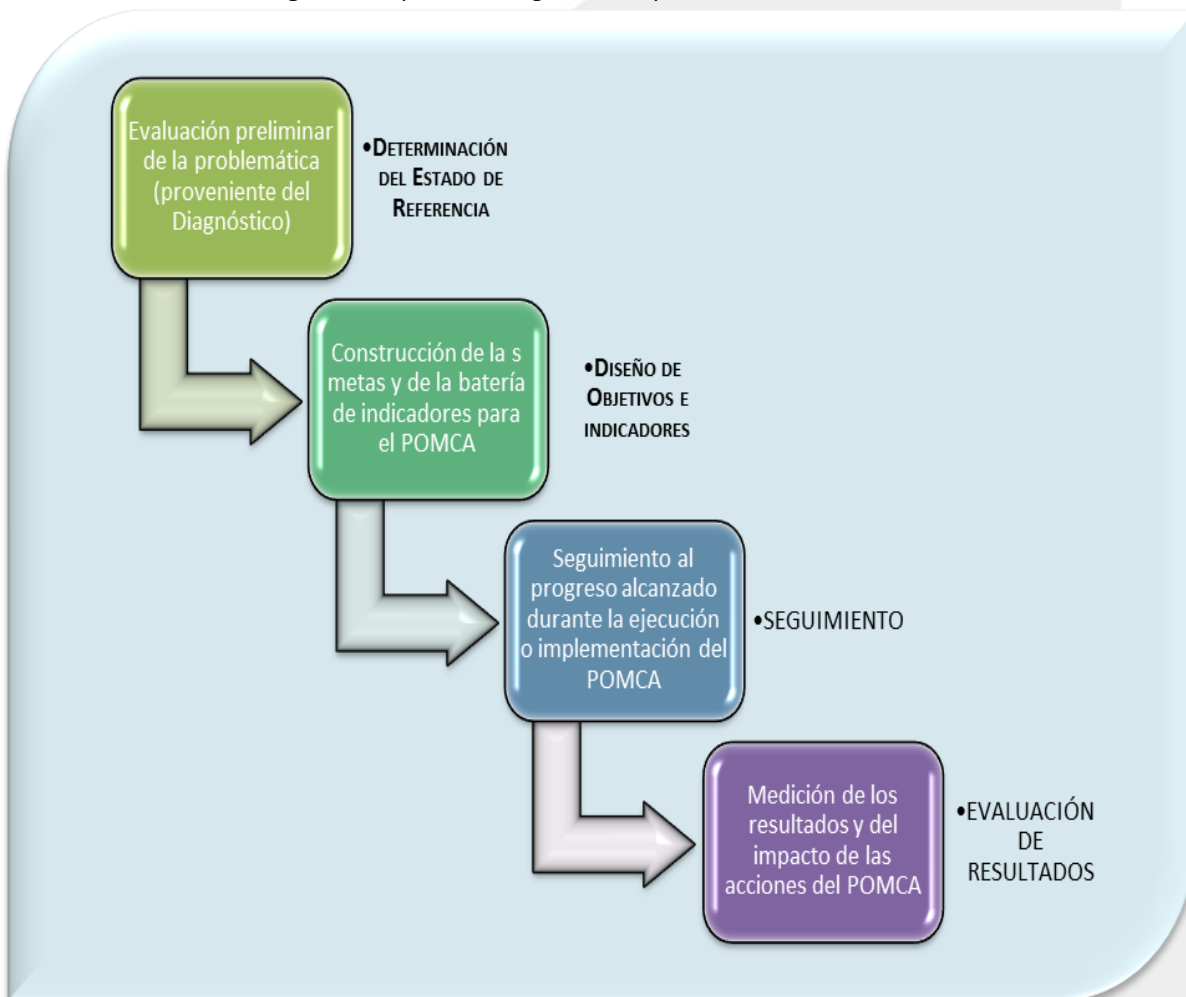 Evaluación preliminar
de la problemática
(proveniente del
Diagnóstico)
•DETERMINACIÓN
DEL ESTADO DE
REFERENCIA
Construcción de la s
metas y de la batería
de indicadores para
el POMCA
•DISEÑO DE
OBJETIVOS E
INDICADORES
Seguimiento al
progreso alcanzado
durante la ejecución
o implementación del
POMCA
•SEGUIMIENTO
Medición de los
resultados y del
impacto de las
acciones del POMCA
•EVALUACIÓN
DE
RESULTADOS